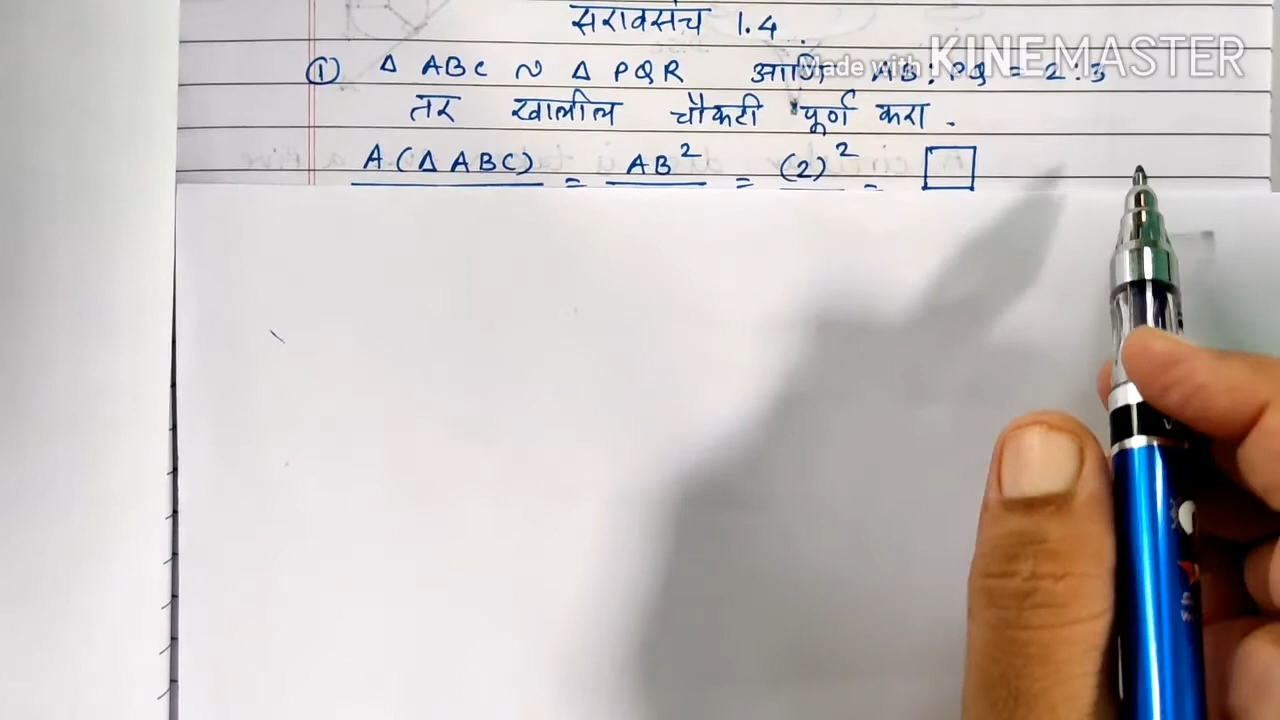 सरावसंच 1.4
① Δ ABC ~ Δ PQR आणि AB : PQ = 2:3
Made with KINEMASTER
तर खालील चौकटी पूर्ण करा .
A ( Δ ABC) = AB² = (2)² = □